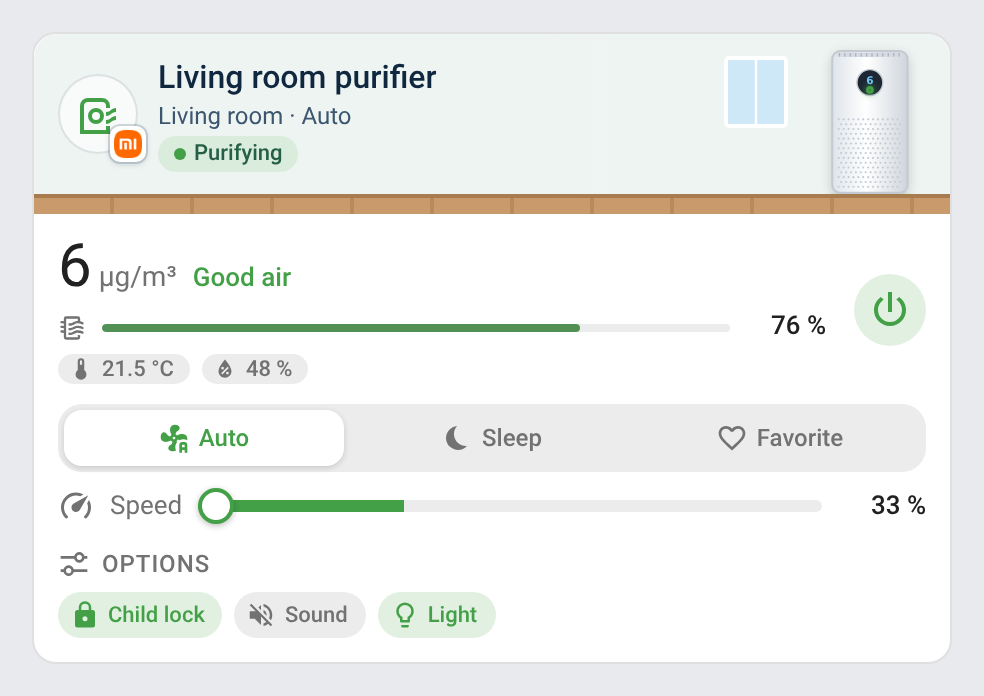 Living room purifier
Living room · Auto
Purifying
mi
6
6 µg/m³ Good air
76 %
21.5 °C 48 %
Auto Sleep Favorite
Speed 33 %
OPTIONS
Child lock Sound Light